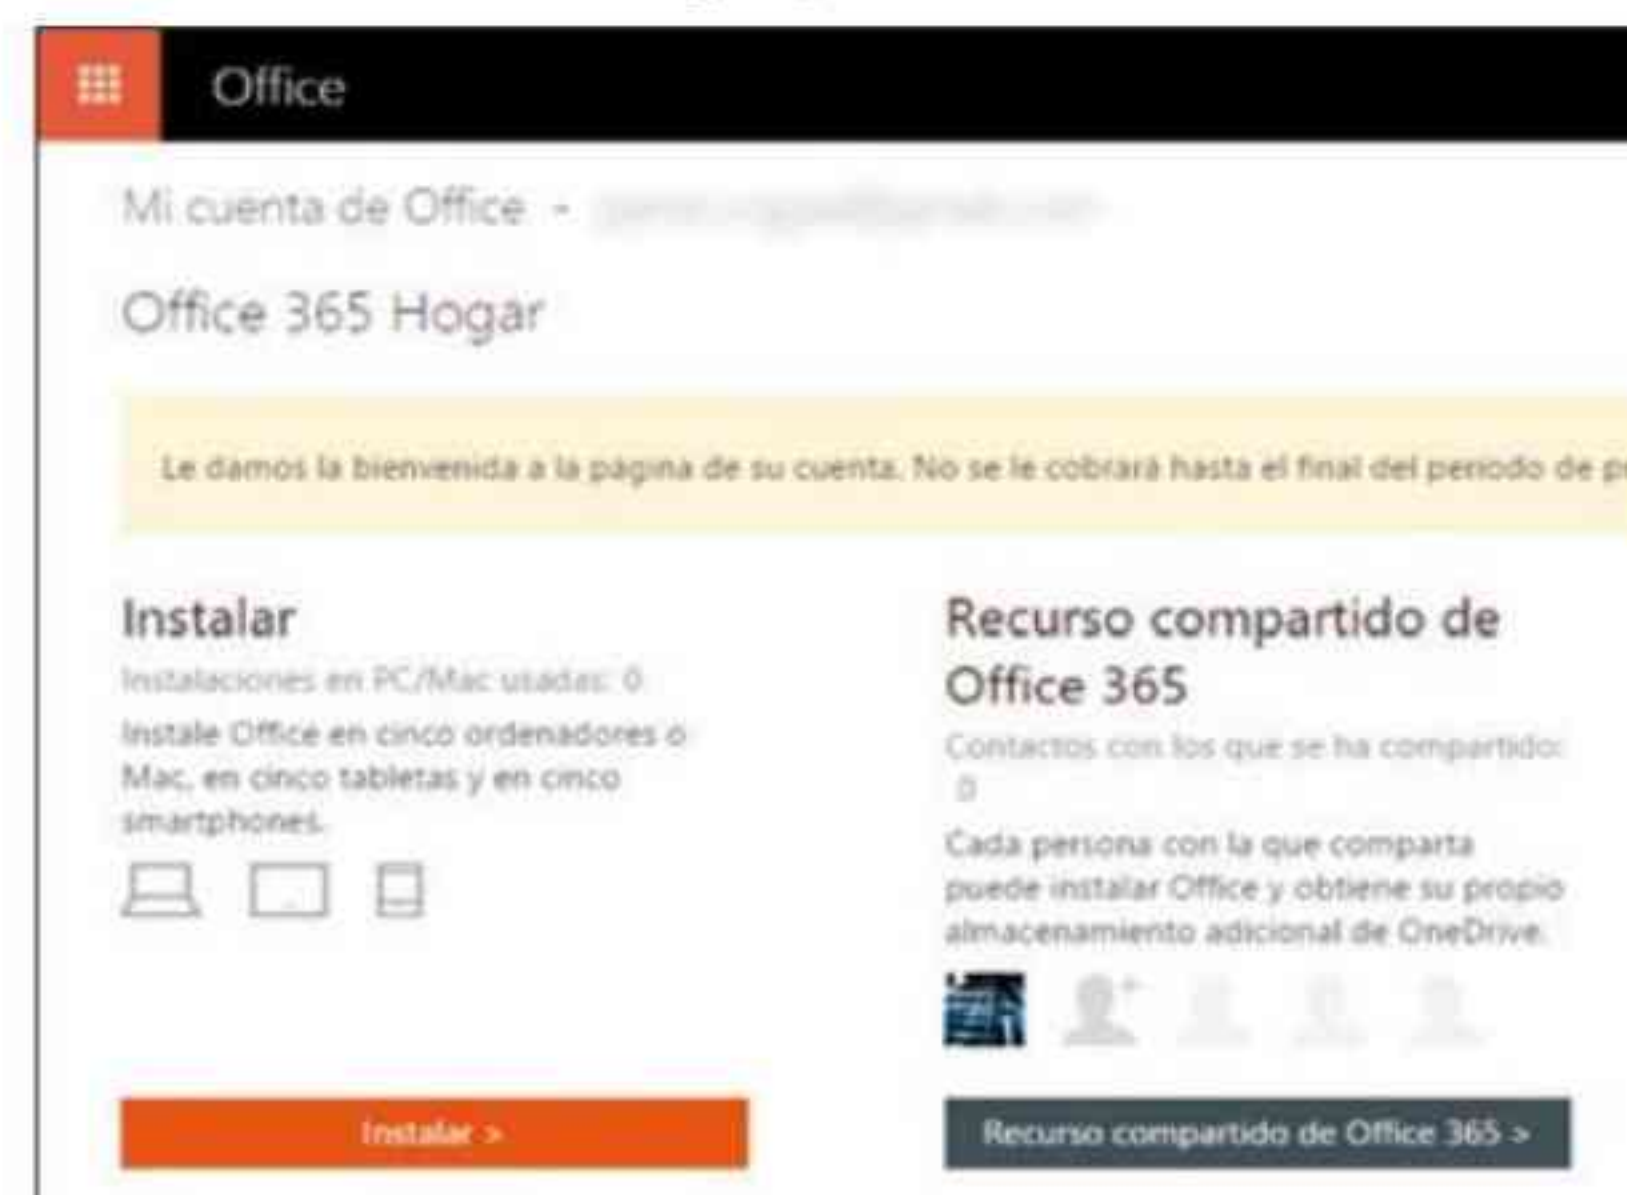 Office
Mi cuenta de Office -
Office 365 Hogar
Le damos la bienvenida a la página de su cuenta. No se le cobrará hasta el final del periodo de
Instalar
Instalaciones en PC/Mac usadas: 0
Instale Office en cinco ordenadores o
Mac, en cinco tabletas y en cinco
smartphones.
Instalar >
Recurso compartido de
Office 365
Contactos con los que se ha compartido:
0
Cada persona con la que comparta
puede instalar Office y obtiene su propio
almacenamiento adicional de OneDrive.
Recurso compartido de Office 365 >